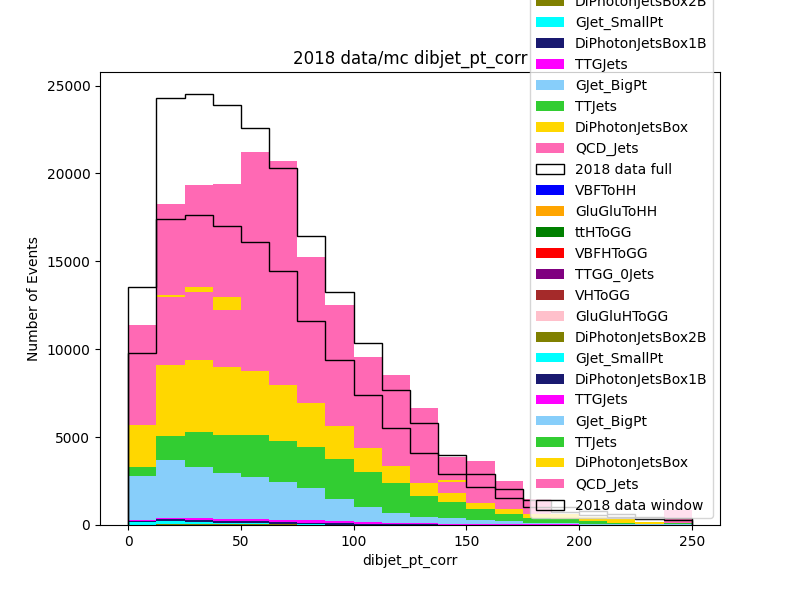 DiPhotonJetsBox2B
GJet_SmallPt
DiPhotonJetsBox1B
TTGJets
GJet_BigPt
TTJets
DiPhotonJetsBox
QCD_Jets
2018 data full
VBFToHH
GluGluToHH
ttHToGG
VBFHToGG
TTGG_0Jets
VHToGG
GluGluHToGG
DiPhotonJetsBox2B
GJet_SmallPt
DiPhotonJetsBox1B
TTGJets
GJet_BigPt
TTJets
DiPhotonJetsBox
QCD_Jets
2018 data window
2018 data/mc dibjet_pt_corr
Number of Events
25000
20000
15000
10000
5000
0
0 50 100 150 200 250
dibjet_pt_corr